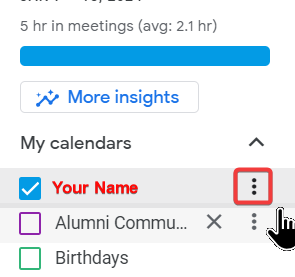 5 hr in meetings (avg: 2.1 hr)
More insights
My calendars
Your Name
Alumni Commu...
Birthdays